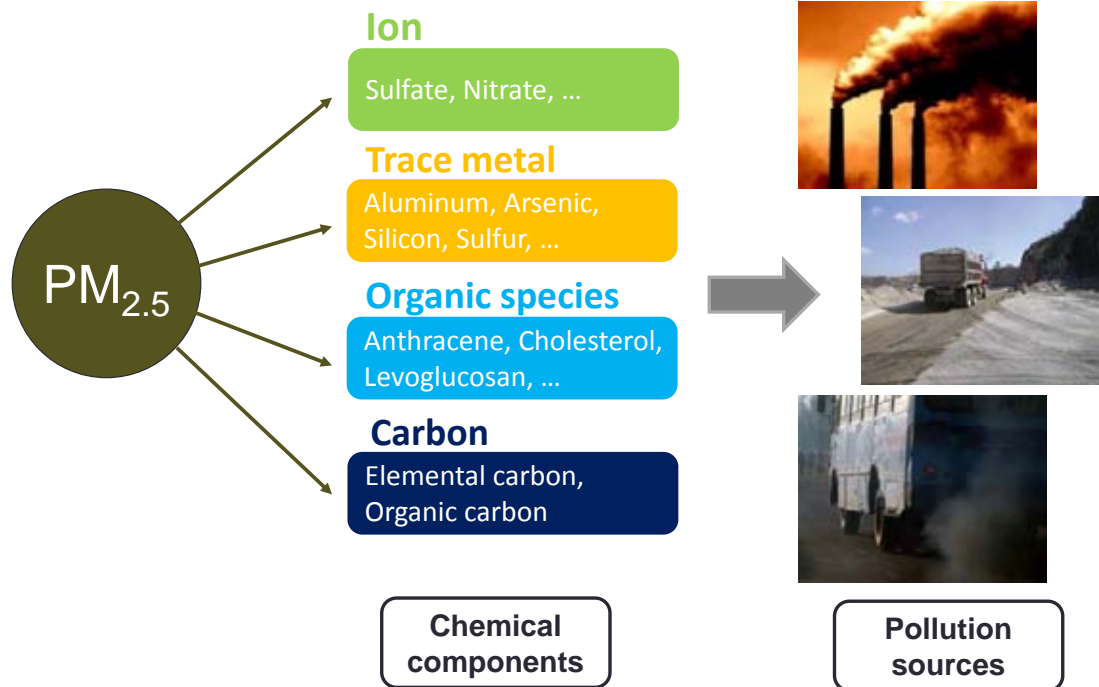 PM2.5
Ion
Sulfate, Nitrate, ...
Trace metal
Aluminum, Arsenic,
Silicon, Sulfur, ...
Organic species
Anthracene, Cholesterol,
Levoglucosan, ...
Carbon
Elemental carbon,
Organic carbon
Chemical
components
Pollution
sources